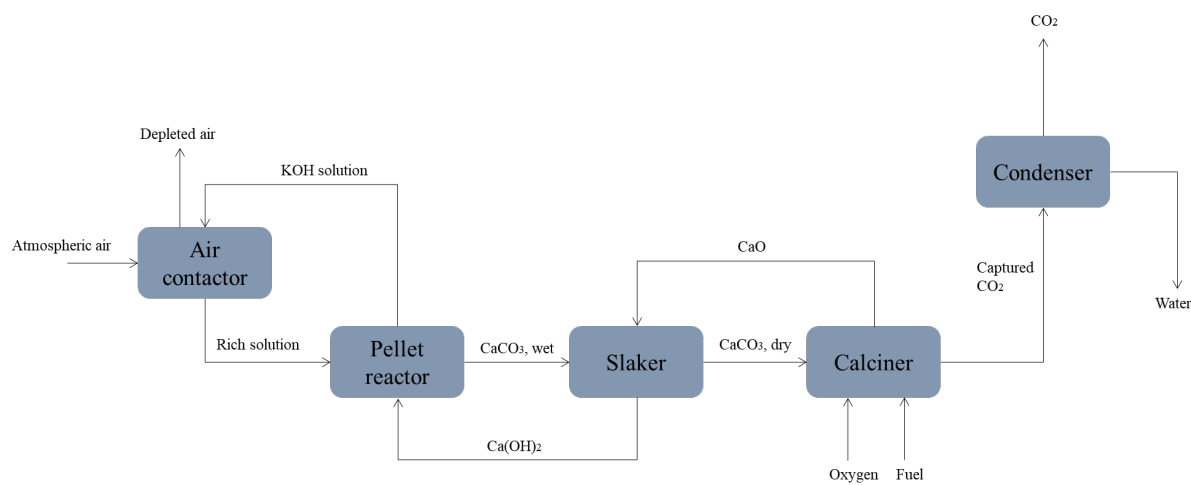 CO₂
Depleted air
KOH solution
Condenser
Atmospheric air
Air
contactor
CaO
Captured
CO₂
Water
Rich solution
Pellet
reactor
CaCO₃, wet
Slaker
CaCO₃, dry
Calciner
Ca(OH)₂
Oxygen
Fuel